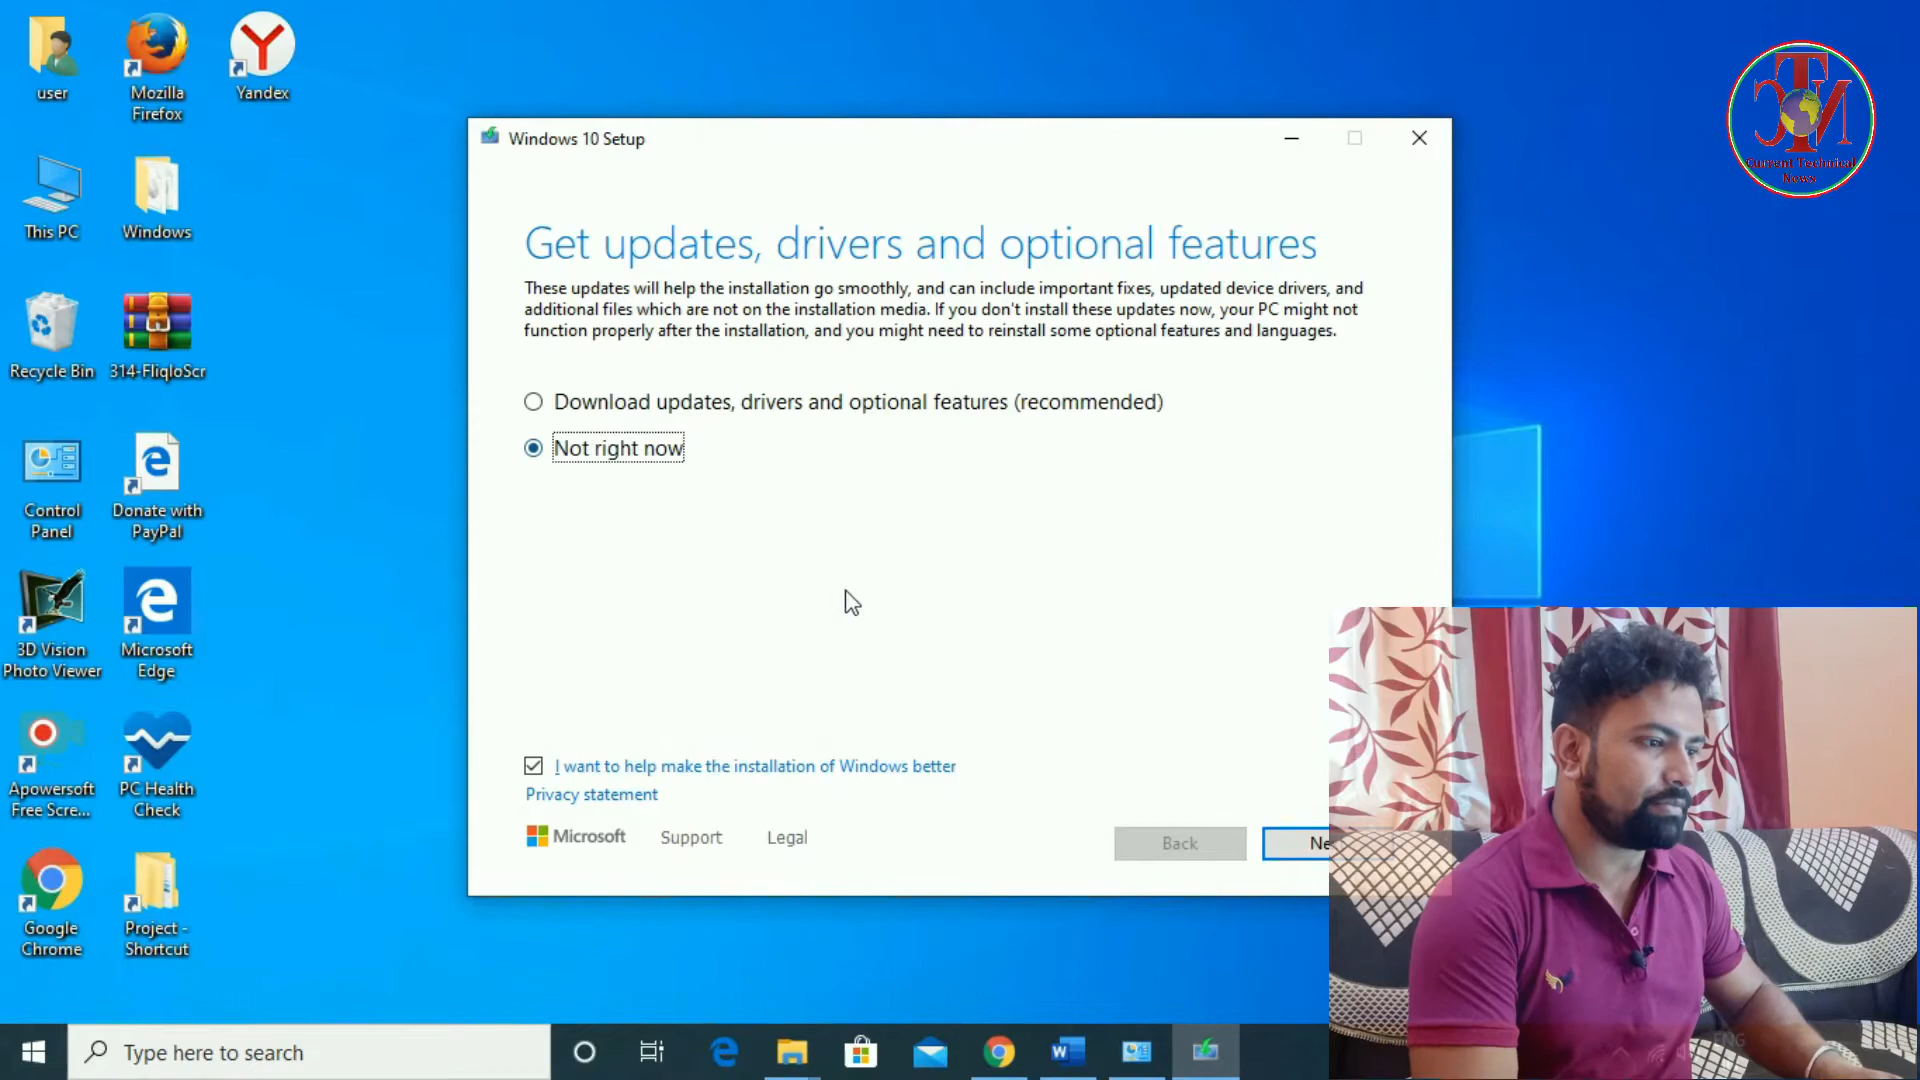 user
Mozilla
Firefox
Yandex
This PC
Windows
Recycle Bin
314-FliqloScr
Control
Panel
Donate with
PayPal
3D Vision
Photo Viewer
Microsoft
Edge
Apowersoft
Free Scre...
PC Health
Check
Google
Chrome
Project -
Shortcut
Windows 10 Setup
Get updates, drivers and optional features
These updates will help the installation go smoothly, and can include important fixes, updated device drivers, and
additional files which are not on the installation media. If you don't install these updates now, your PC might not
function properly after the installation, and you might need to reinstall some optional features and languages.
Download updates, drivers and optional features (recommended)
Not right now
I want to help make the installation of Windows better
Privacy statement
Microsoft
Support
Legal
Back
Ne
CTN
Current Technical
News
Type here to search
ENG